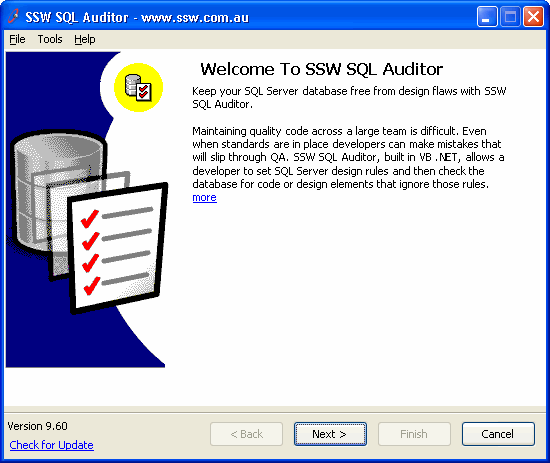 SSW SQL Auditor - www.ssw.com.au
File Tools Help
Welcome To SSW SQL Auditor
Keep your SQL Server database free from design flaws with SSW
SQL Auditor.
Maintaining quality code across a large team is difficult. Even
when standards are in place developers can make mistakes that
will slip through QA. SSW SQL Auditor, built in VB .NET, allows a
developer to set SQL Server design rules and then check the
database for code or design elements that ignore those rules.
more
Version 9.60
Check for Update
< Back Next > Finish Cancel